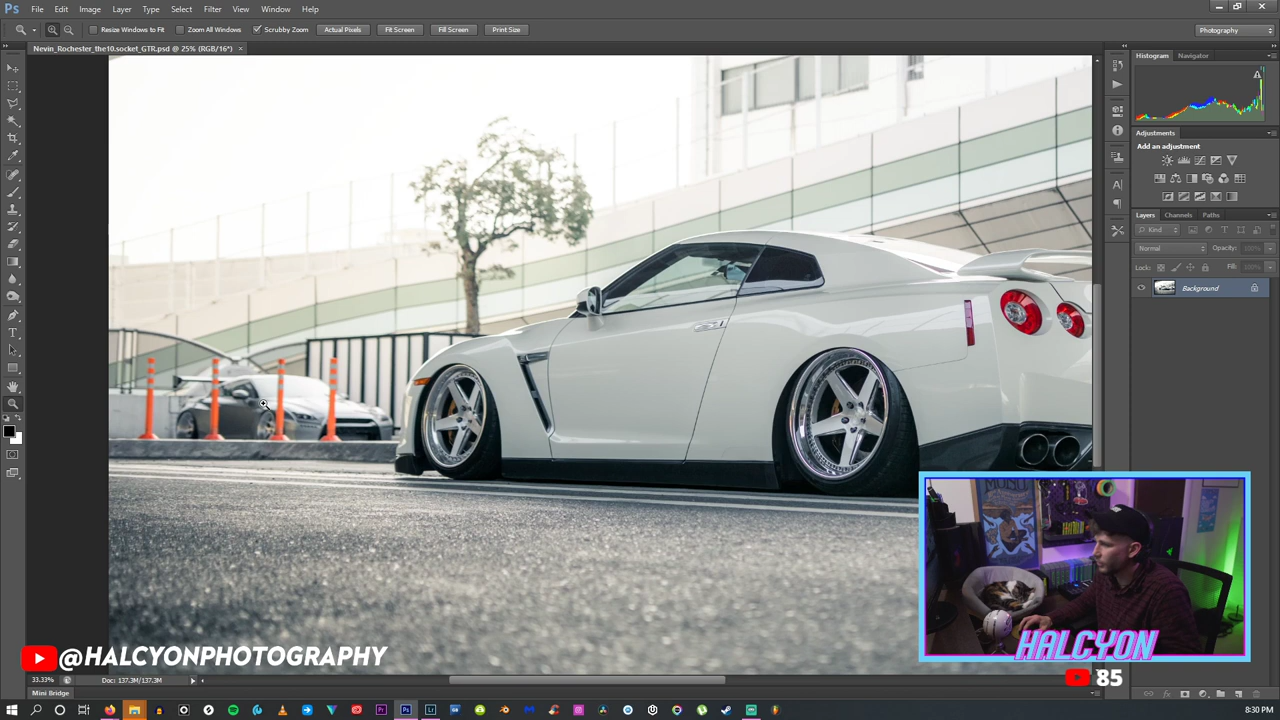 Ps File Edit Image Layer Type Select Filter View Window Help
Resize Windows to Fit Zoom All Windows Scrubby Zoom Actual Pixels Fit Screen Fill Screen Print Size Photography
Nevin_Rochester_the10.socket_GTR.psd @ 25% (RGB/16*) ×
Histogram Navigator
Adjustments
Add an adjustment
Layers Channels Paths
Kind
Normal Opacity: 100%
Lock: Fill: 100%
Background
@HALCYONPHOTOGRAPHY
HALCYON
85
33.33% Doc: 137.3M/137.3M
Mini Bridge
8:30 PM